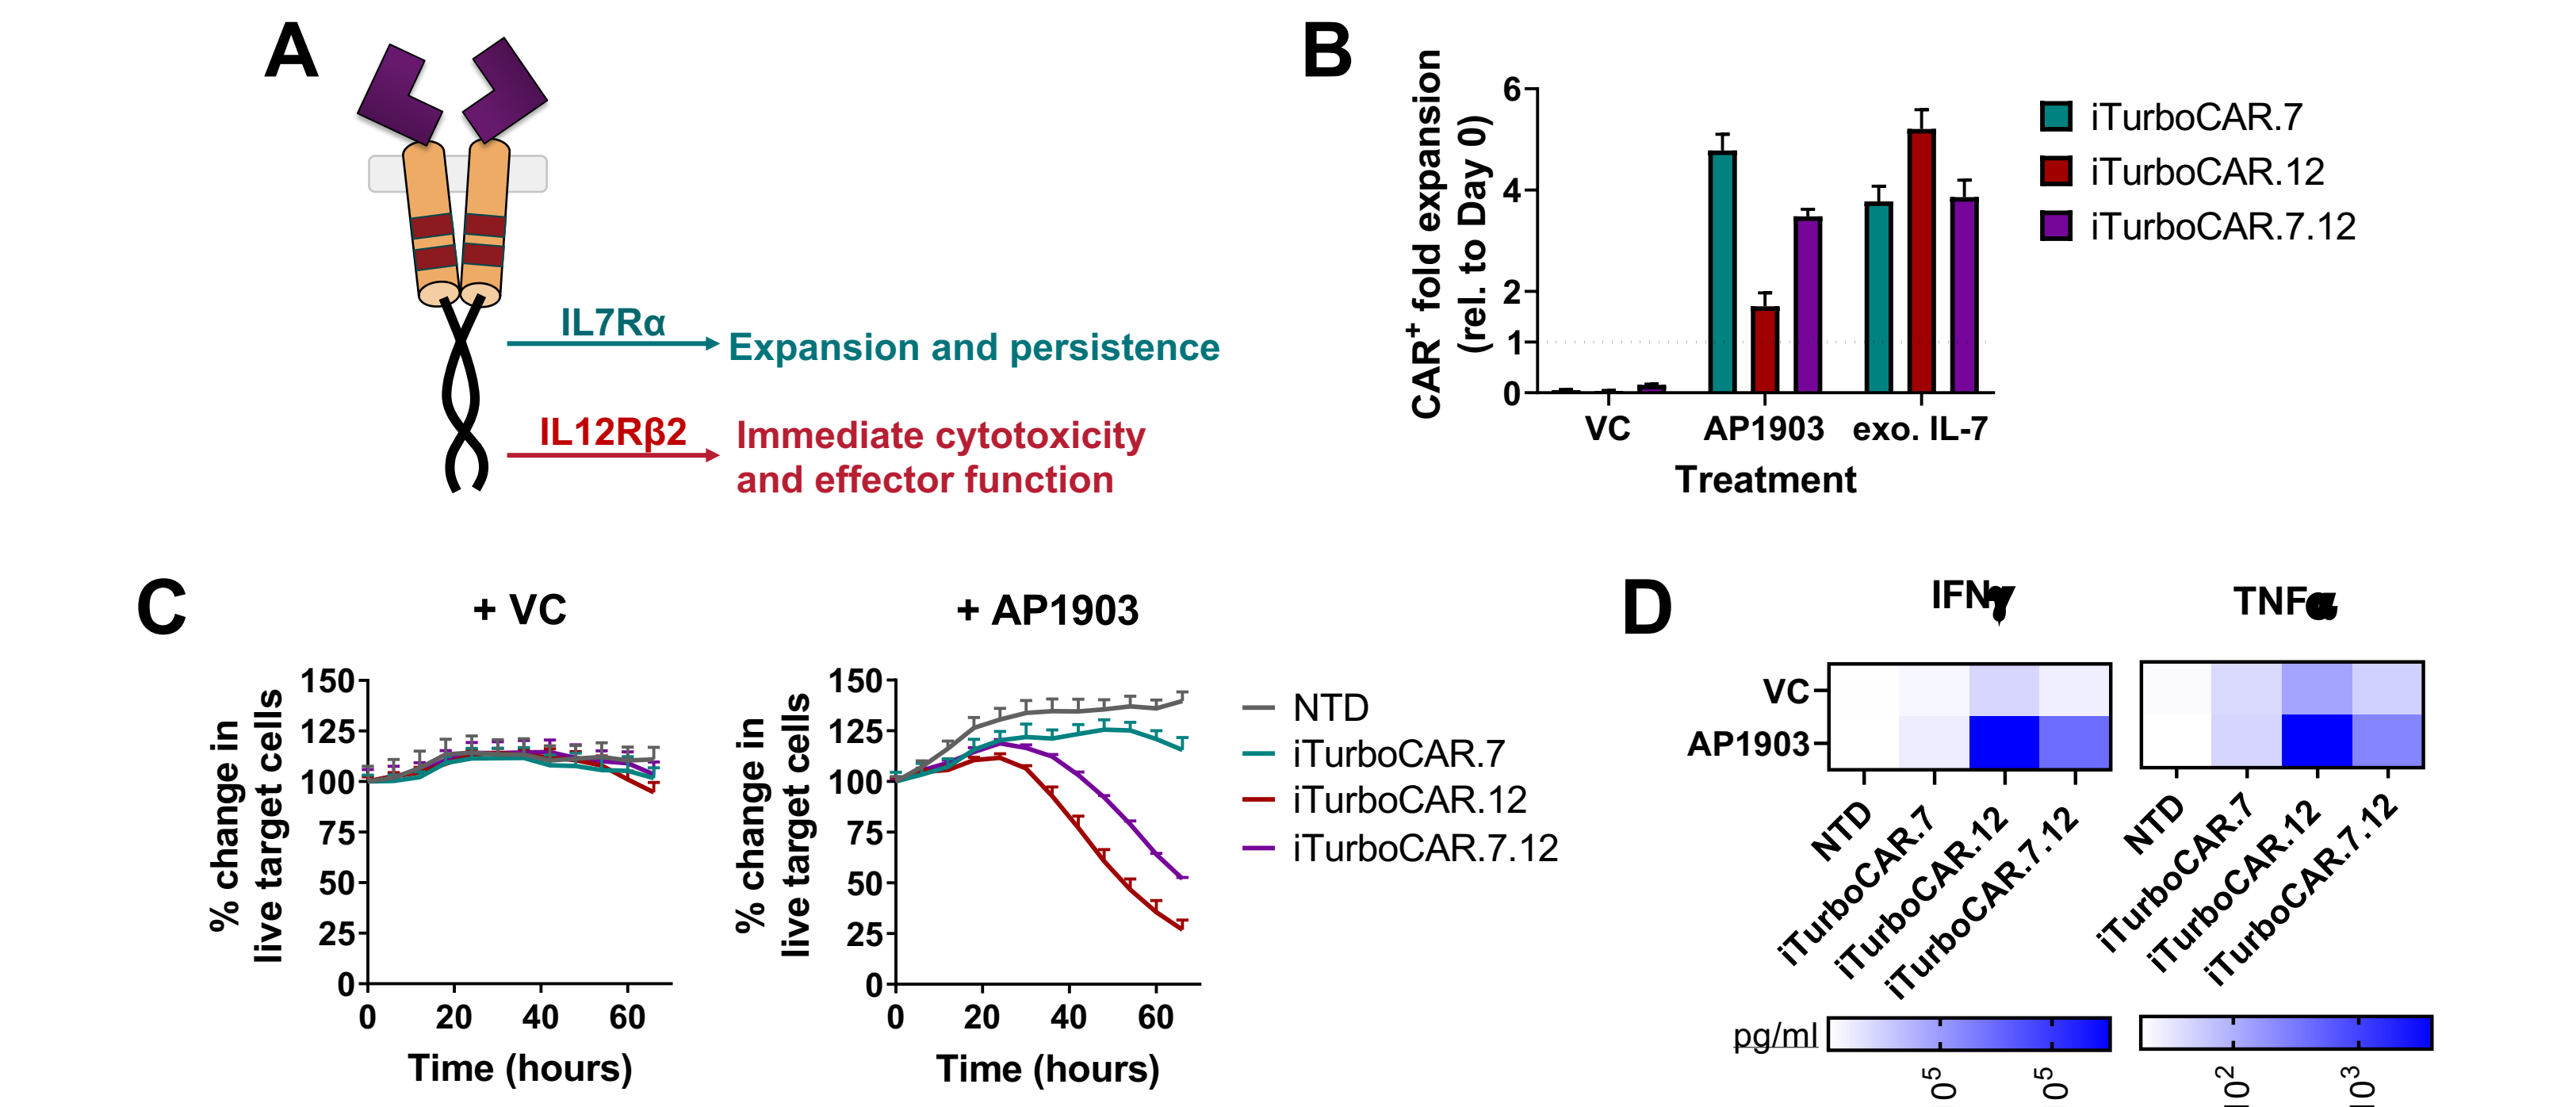 A
IL7Rα
Expansion and persistence
IL12Rβ2
Immediate cytotoxicity
and effector function
B
CAR⁺ fold expansion
(rel. to Day 0)
6
4
2
1
0
VC
AP1903
exo. IL-7
Treatment
iTurboCAR.7
iTurboCAR.12
iTurboCAR.7.12
C
+ VC
% change in
live target cells
150
125
100
75
50
25
0
0
20
40
60
Time (hours)
+ AP1903
% change in
live target cells
150
125
100
75
50
25
0
0
20
40
60
Time (hours)
NTD
iTurboCAR.7
iTurboCAR.12
iTurboCAR.7.12
D
IFNγ
TNFα
VC
AP1903
NTD
iTurboCAR.7
iTurboCAR.12
iTurboCAR.7.12
NTD
iTurboCAR.7
iTurboCAR.12
iTurboCAR.7.12
pg/ml